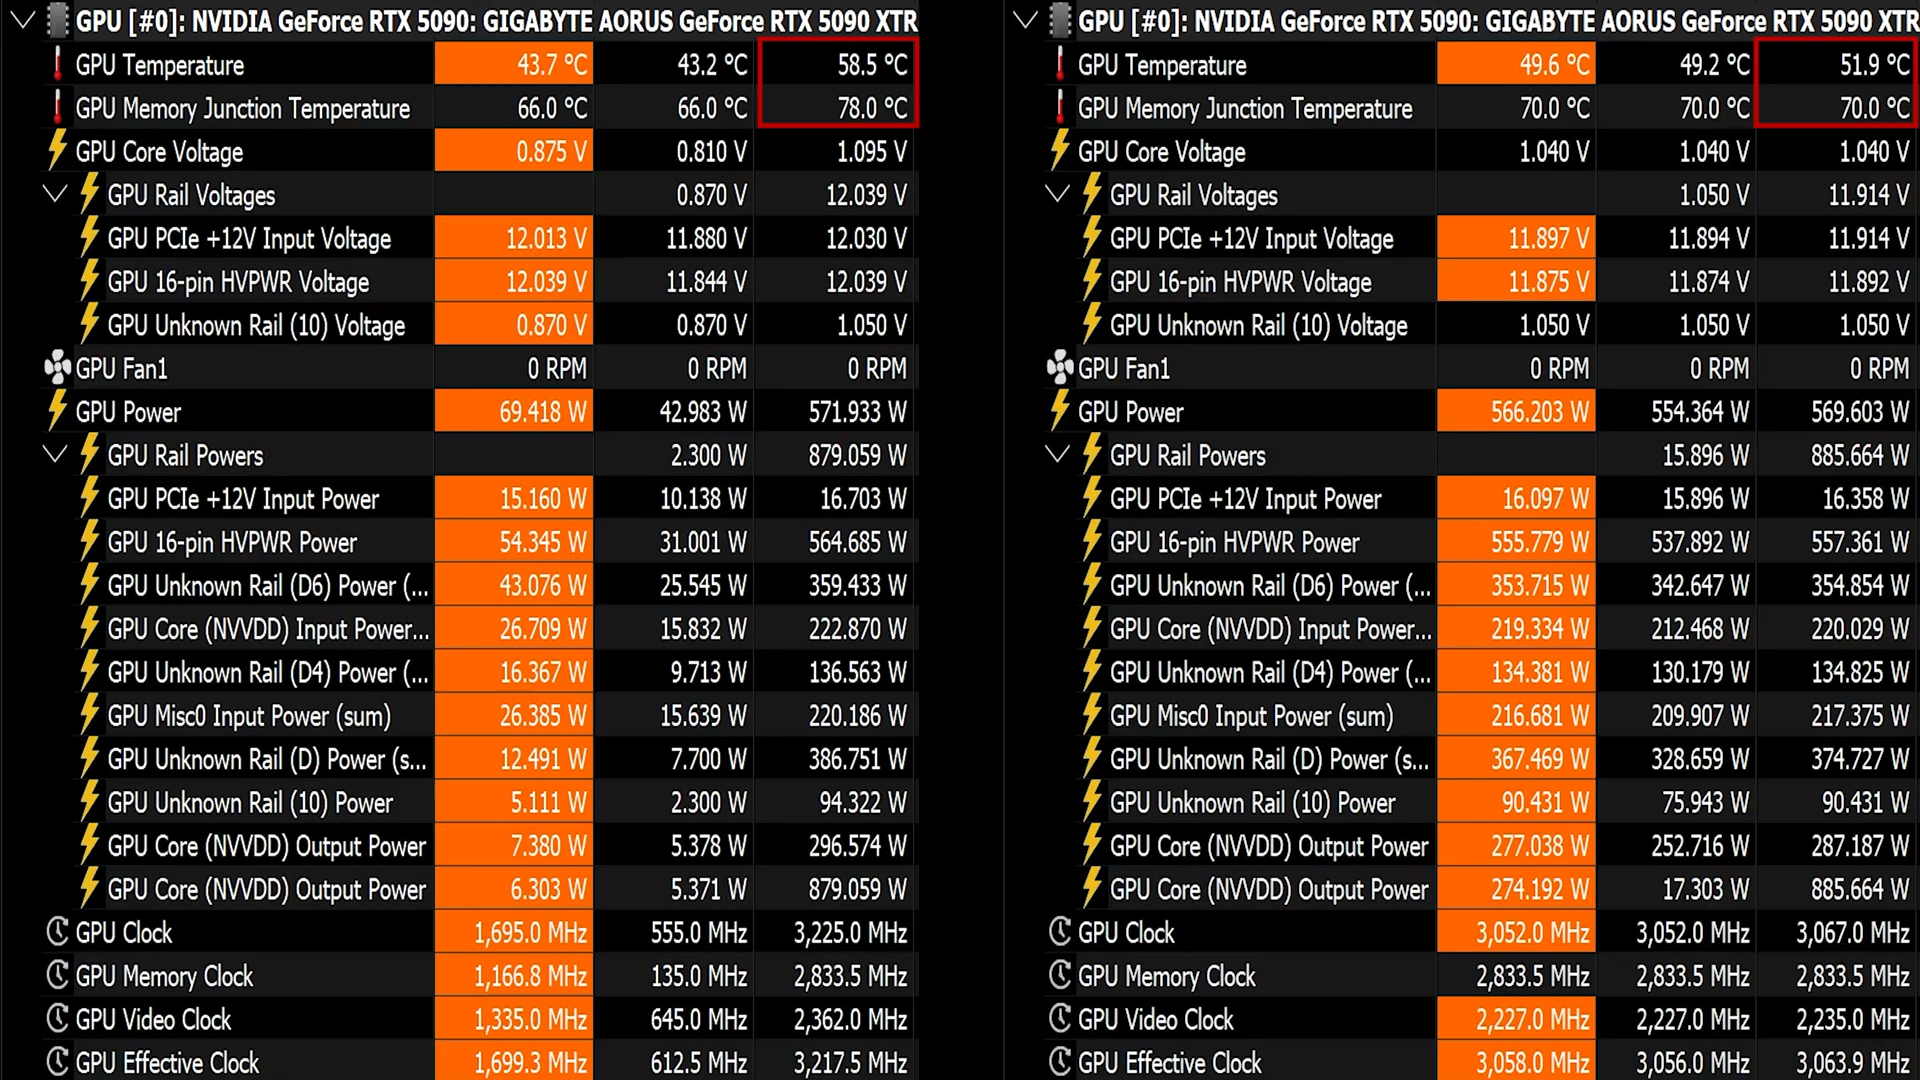 GPU [#0]: NVIDIA GeForce RTX 5090: GIGABYTE AORUS GeForce RTX 5090 XTR
GPU Temperature 43.7 °C 43.2 °C 58.5 °C
GPU Memory Junction Temperature 66.0 °C 66.0 °C 78.0 °C
GPU Core Voltage 0.875 V 0.810 V 1.095 V
GPU Rail Voltages 0.870 V 12.039 V
GPU PCIe +12V Input Voltage 12.013 V 11.880 V 12.030 V
GPU 16-pin HVPWR Voltage 12.039 V 11.844 V 12.039 V
GPU Unknown Rail (10) Voltage 0.870 V 0.870 V 1.050 V
GPU Fan1 0 RPM 0 RPM 0 RPM
GPU Power 69.418 W 42.983 W 571.933 W
GPU Rail Powers 2.300 W 879.059 W
GPU PCIe +12V Input Power 15.160 W 10.138 W 16.703 W
GPU 16-pin HVPWR Power 54.345 W 31.001 W 564.685 W
GPU Unknown Rail (D6) Power (... 43.076 W 25.545 W 359.433 W
GPU Core (NVVDD) Input Power... 26.709 W 15.832 W 222.870 W
GPU Unknown Rail (D4) Power (... 16.367 W 9.713 W 136.563 W
GPU Misc0 Input Power (sum) 26.385 W 15.639 W 220.186 W
GPU Unknown Rail (D) Power (s... 12.491 W 7.700 W 386.751 W
GPU Unknown Rail (10) Power 5.111 W 2.300 W 94.322 W
GPU Core (NVVDD) Output Power 7.380 W 5.378 W 296.574 W
GPU Core (NVVDD) Output Power 6.303 W 5.371 W 879.059 W
GPU Clock 1,695.0 MHz 555.0 MHz 3,225.0 MHz
GPU Memory Clock 1,166.8 MHz 135.0 MHz 2,833.5 MHz
GPU Video Clock 1,335.0 MHz 645.0 MHz 2,362.0 MHz
GPU Effective Clock 1,699.3 MHz 612.5 MHz 3,217.5 MHz
GPU [#0]: NVIDIA GeForce RTX 5090: GIGABYTE AORUS GeForce RTX 5090 XTR
GPU Temperature 49.6 °C 49.2 °C 51.9 °C
GPU Memory Junction Temperature 70.0 °C 70.0 °C 70.0 °C
GPU Core Voltage 1.040 V 1.040 V 1.040 V
GPU Rail Voltages 1.050 V 11.914 V
GPU PCIe +12V Input Voltage 11.897 V 11.894 V 11.914 V
GPU 16-pin HVPWR Voltage 11.875 V 11.874 V 11.892 V
GPU Unknown Rail (10) Voltage 1.050 V 1.050 V 1.050 V
GPU Fan1 0 RPM 0 RPM 0 RPM
GPU Power 566.203 W 554.364 W 569.603 W
GPU Rail Powers 15.896 W 885.664 W
GPU PCIe +12V Input Power 16.097 W 15.896 W 16.358 W
GPU 16-pin HVPWR Power 555.779 W 537.892 W 557.361 W
GPU Unknown Rail (D6) Power (... 353.715 W 342.647 W 354.854 W
GPU Core (NVVDD) Input Power... 219.334 W 212.468 W 220.029 W
GPU Unknown Rail (D4) Power (... 134.381 W 130.179 W 134.825 W
GPU Misc0 Input Power (sum) 216.681 W 209.907 W 217.375 W
GPU Unknown Rail (D) Power (s... 367.469 W 328.659 W 374.727 W
GPU Unknown Rail (10) Power 90.431 W 75.943 W 90.431 W
GPU Core (NVVDD) Output Power 277.038 W 252.716 W 287.187 W
GPU Core (NVVDD) Output Power 274.192 W 17.303 W 885.664 W
GPU Clock 3,052.0 MHz 3,052.0 MHz 3,067.0 MHz
GPU Memory Clock 2,833.5 MHz 2,833.5 MHz 2,833.5 MHz
GPU Video Clock 2,227.0 MHz 2,227.0 MHz 2,235.0 MHz
GPU Effective Clock 3,058.0 MHz 3,056.0 MHz 3,063.9 MHz